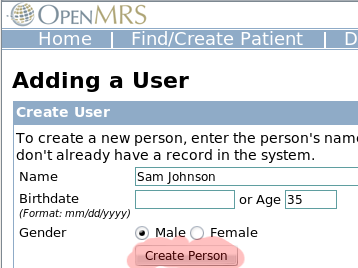 OpenMRS
Home | Find/Create Patient | D
Adding a User
Create User
To create a new person, enter the person's name
don't already have a record in the system.
Name Sam Johnson
Birthdate or Age 35
(Format: mm/dd/yyyy)
Gender Male Female
Create Person